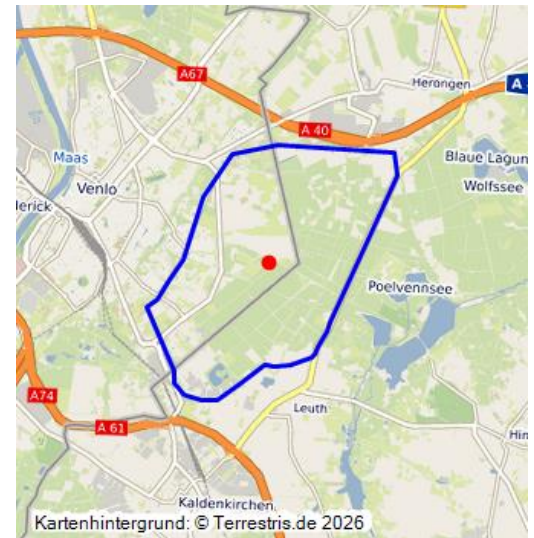 A67
Herongen
A
A 40
Maas
Blaue Lagun
Venlo
Wolfssee
lerick
Poelvennsee
A74
Leuth
A 61
Hin
Kaldenkirchen
Kartenhintergrund: © Terrestris.de 2026